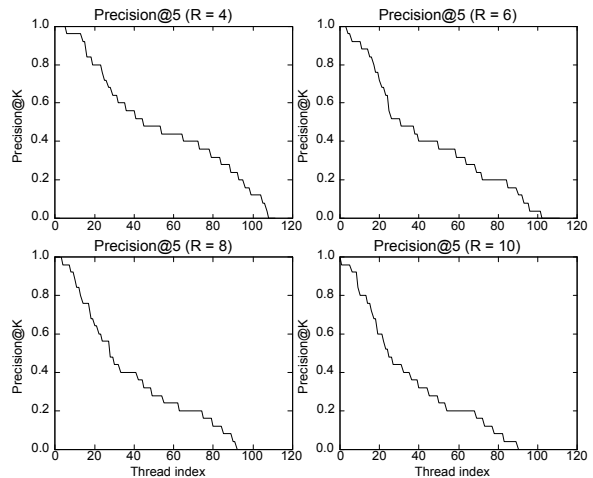 Precision@5 (R = 4)
1.0
0.8
0.6
0.4
0.2
0.0
Precision@K
0 20 40 60 80 100 120
Precision@5 (R = 6)
1.0
0.8
0.6
0.4
0.2
0.0
Precision@K
0 20 40 60 80 100 120
Precision@5 (R = 8)
1.0
0.8
0.6
0.4
0.2
0.0
Precision@K
0 20 40 60 80 100 120
Thread index
Precision@5 (R = 10)
1.0
0.8
0.6
0.4
0.2
0.0
Precision@K
0 20 40 60 80 100 120
Thread index